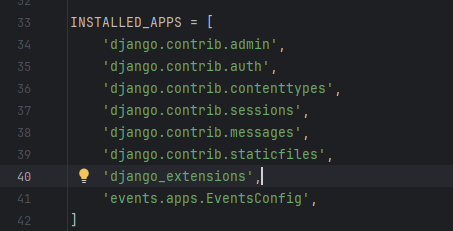 33 INSTALLED_APPS = [
34 'django.contrib.admin',
35 'django.contrib.auth',
36 'django.contrib.contenttypes',
37 'django.contrib.sessions',
38 'django.contrib.messages',
39 'django.contrib.staticfiles',
40 'django_extensions',
41 'events.apps.EventsConfig',
42 ]